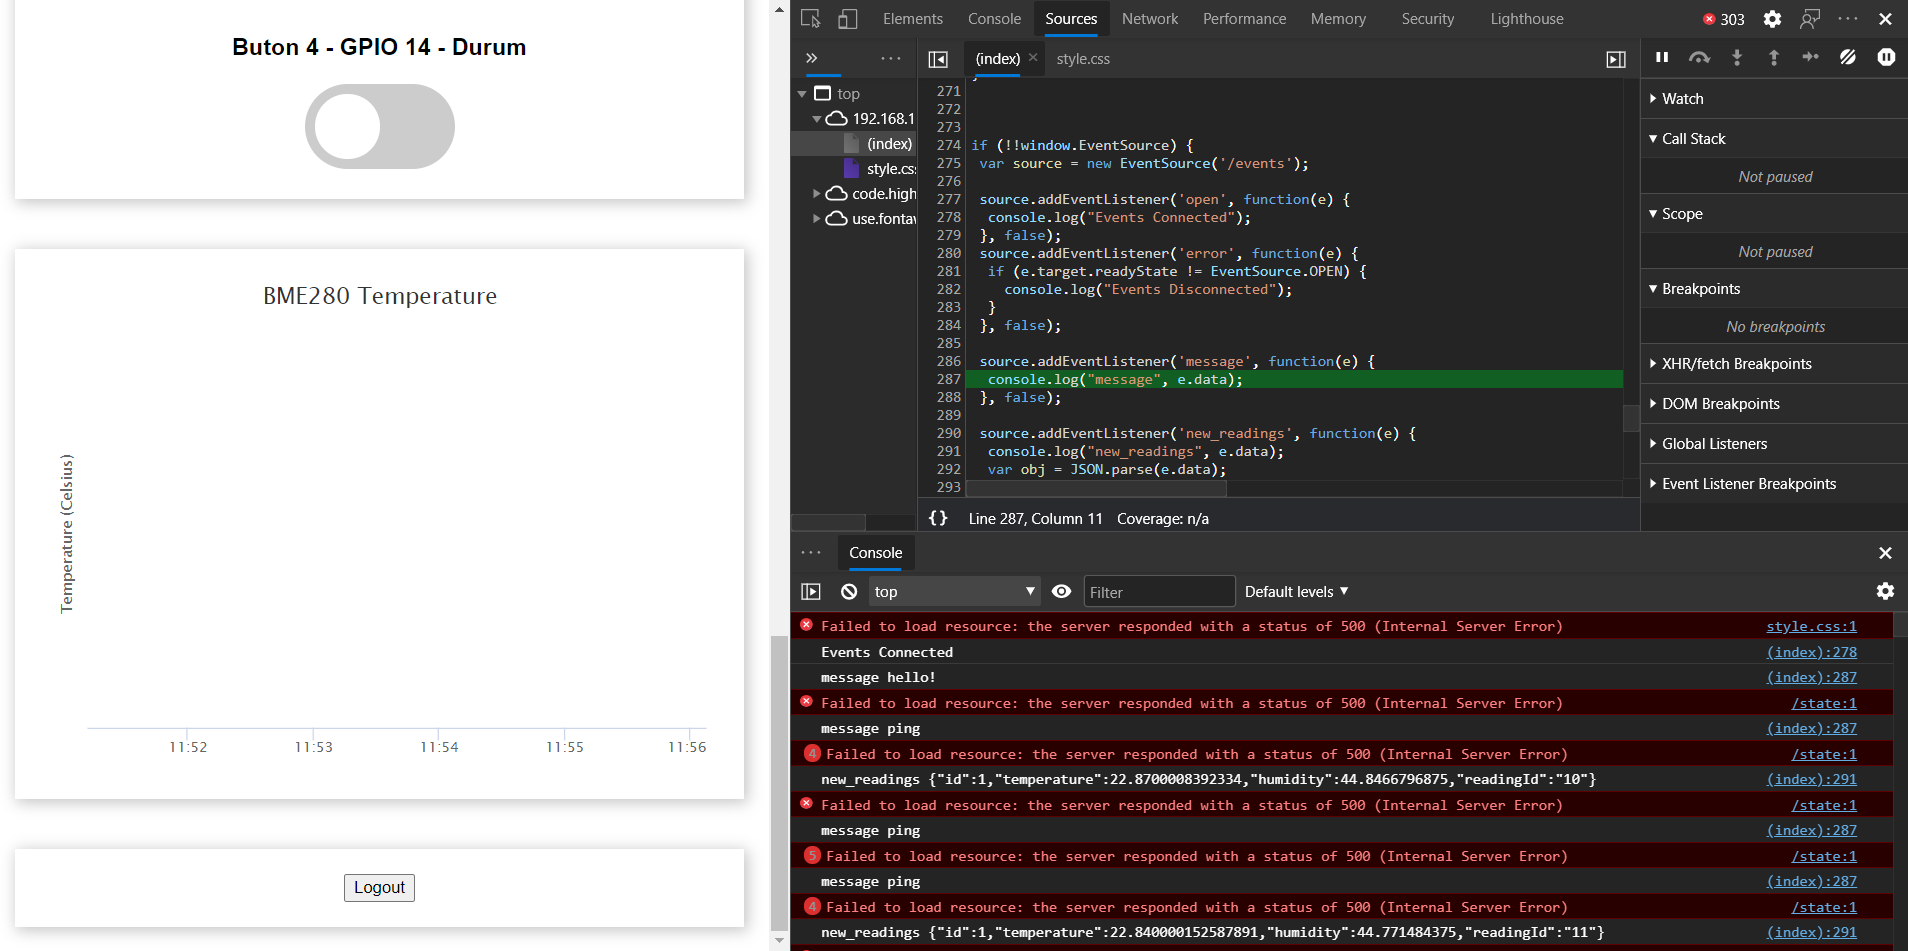 Buton 4 - GPIO 14 - Durum
BME280 Temperature
Temperature (Celsius)
11:52 11:53 11:54 11:55 11:56
Logout
Elements Console Sources Network Performance Memory Security Lighthouse 303
(index) style.css
top
192.168.1
(index)
style.cs
code.high
use.fontaw
271
272
273
274 if (!!window.EventSource) {
275 var source = new EventSource('/events');
276
277 source.addEventListener('open', function(e) {
278 console.log("Events Connected");
279 }, false);
280 source.addEventListener('error', function(e) {
281 if (e.target.readyState != EventSource.OPEN) {
282 console.log("Events Disconnected");
283 }
284 }, false);
285
286 source.addEventListener('message', function(e) {
287 console.log("message", e.data);
288 }, false);
289
290 source.addEventListener('new_readings', function(e) {
291 console.log("new_readings", e.data);
292 var obj = JSON.parse(e.data);
293
{} Line 287, Column 11 Coverage: n/a
Watch
Call Stack
Not paused
Scope
Not paused
Breakpoints
No breakpoints
XHR/fetch Breakpoints
DOM Breakpoints
Global Listeners
Event Listener Breakpoints
Console
top Filter Default levels
Failed to load resource: the server responded with a status of 500 (Internal Server Error) style.css:1
Events Connected (index):278
message hello! (index):287
Failed to load resource: the server responded with a status of 500 (Internal Server Error) /state:1
message ping (index):287
4 Failed to load resource: the server responded with a status of 500 (Internal Server Error) /state:1
new_readings {"id":1,"temperature":22.8700008392334,"humidity":44.8466796875,"readingId":"10"} (index):291
Failed to load resource: the server responded with a status of 500 (Internal Server Error) /state:1
message ping (index):287
5 Failed to load resource: the server responded with a status of 500 (Internal Server Error) /state:1
message ping (index):287
4 Failed to load resource: the server responded with a status of 500 (Internal Server Error) /state:1
new_readings {"id":1,"temperature":22.840000152587891,"humidity":44.771484375,"readingId":"11"} (index):291